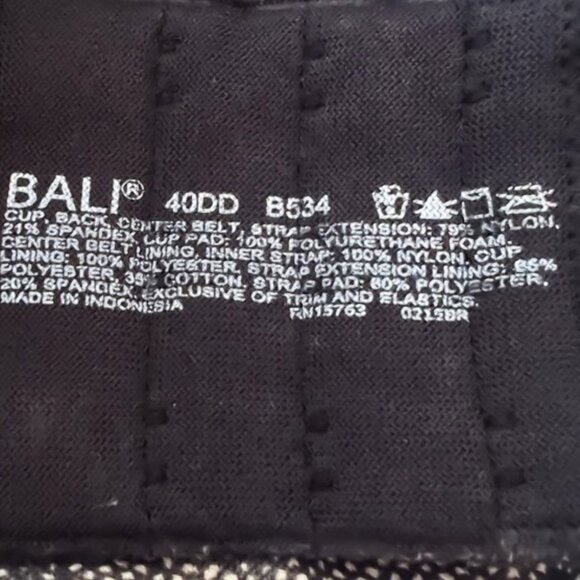 BALI® 40DD B534
CUP, BACK, CENTER BELT, STRAP EXTENSION: 79% NYLON,
21% SPANDEX, CUP PAD: 100% POLYURETHANE FOAM.
CENTER BELT LINING, INNER STRAP: 100% NYLON, CUP
LINING: 100% POLYESTER, STRAP EXTENSION LINING: 65%
POLYESTER, 35% COTTON, STRAP PAD: 80% POLYESTER,
20% SPANDEX, EXCLUSIVE OF TRIM AND ELASTICS.
MADE IN INDONESIA RN15763 0215BR